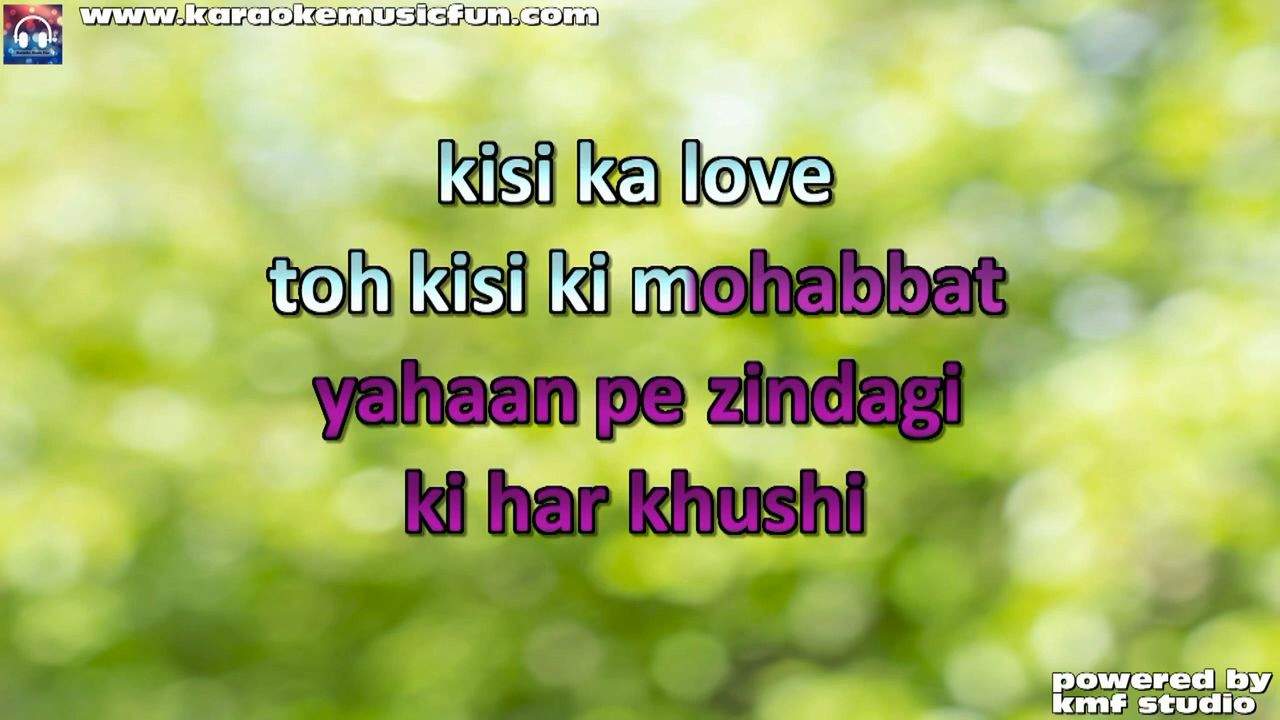 www.karaokemusicfun.com
kisi ka love
toh kisi ki mohabbat
yahaan pe zindagi
ki har khushi
powered by
kmf studio